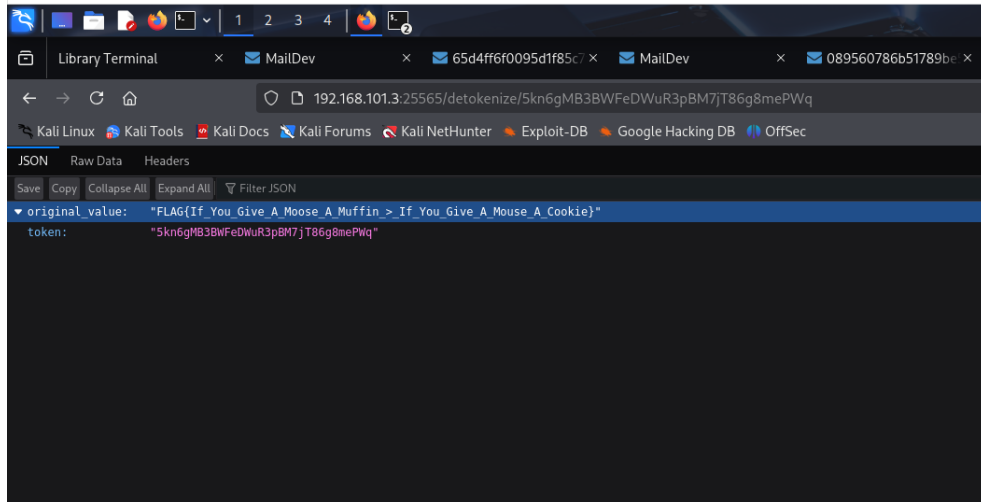 1 2 3 4 2
Library Terminal × MailDev × 65d4ff6f0095d1f85c7 × MailDev × 089560786b51789be ×
192.168.101.3:25565/detokenize/5kn6gMB3BWFeDWuR3pBM7jT86g8mePWq
Kali Linux Kali Tools Kali Docs Kali Forums Kali NetHunter Exploit-DB Google Hacking DB OffSec
JSON Raw Data Headers
Save Copy Collapse All Expand All Filter JSON
original_value: "FLAG{If_You_Give_A_Moose_A_Muffin_>_If_You_Give_A_Mouse_A_Cookie}"
token: "5kn6gMB3BWFeDWuR3pBM7jT86g8mePWq"